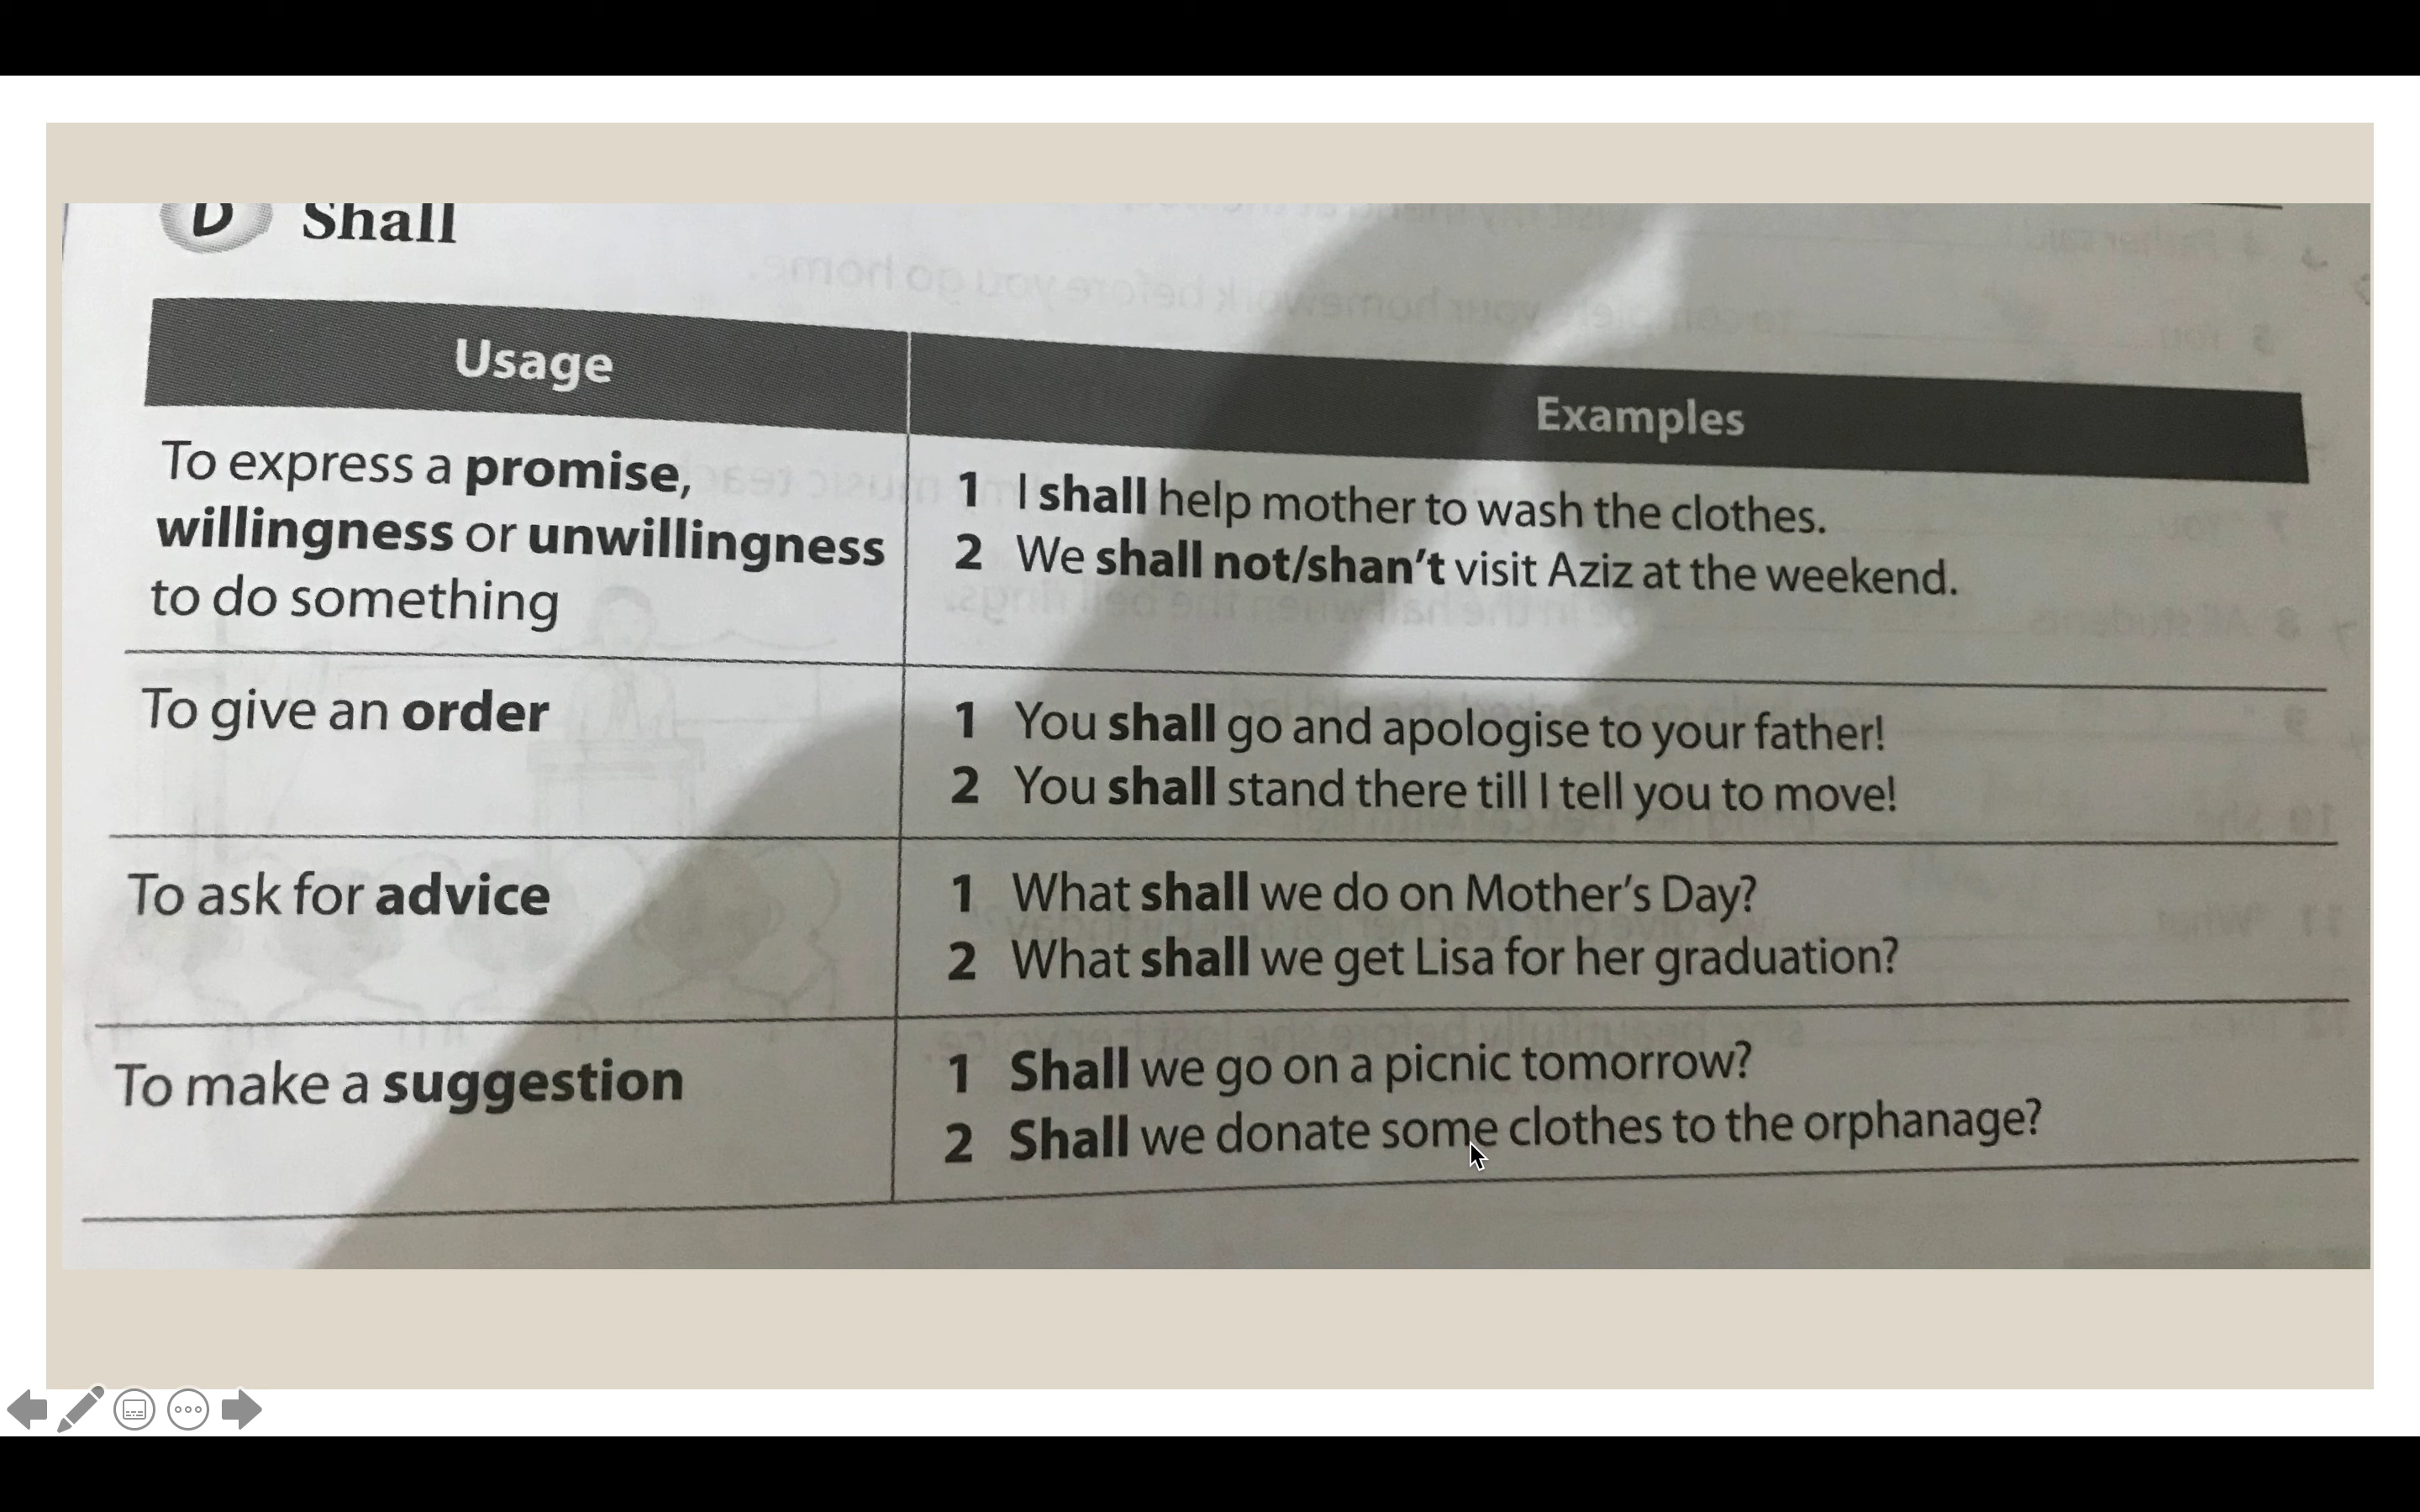 D Shall
Usage
Examples
To express a promise,
willingness or unwillingness
to do something
1 I shall help mother to wash the clothes.
2 We shall not/shan't visit Aziz at the weekend.
To give an order
1 You shall go and apologise to your father!
2 You shall stand there till I tell you to move!
To ask for advice
1 What shall we do on Mother's Day?
2 What shall we get Lisa for her graduation?
To make a suggestion
1 Shall we go on a picnic tomorrow?
2 Shall we donate some clothes to the orphanage?